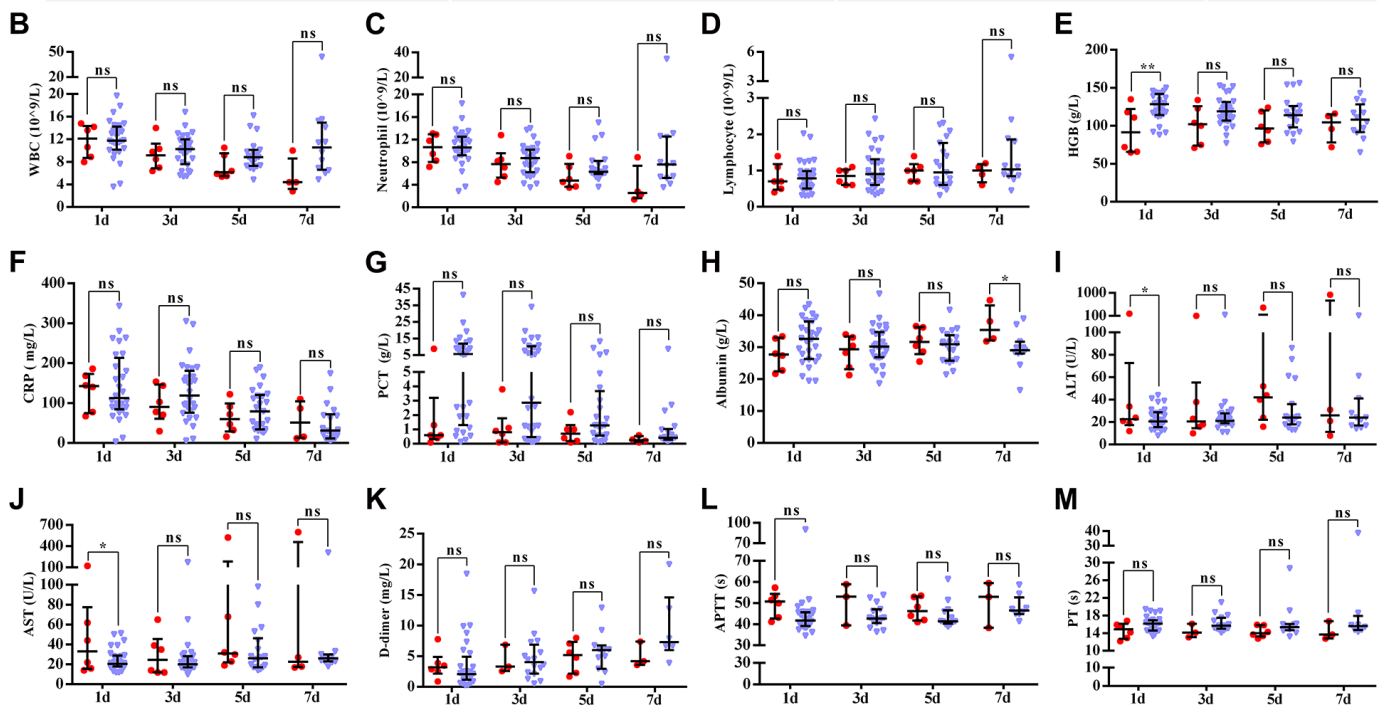 B
WBC (10^9/L)
50
20
20
16
12
8
4
0
ns
ns
ns
ns
1d
3d
5d
7d
C
Neutrophil (10^9/L)
40
20
20
16
12
8
4
0
ns
ns
ns
ns
1d
3d
5d
7d
D
Lymphocyte (10^9/L)
6
3
3
2
1
0
ns
ns
ns
ns
1d
3d
5d
7d
E
HGB (g/L)
200
150
100
50
0
**
ns
ns
ns
1d
3d
5d
7d
F
CRP ( mg/L)
400
300
200
100
0
ns
ns
ns
ns
1d
3d
5d
7d
G
PCT (g/L)
45
35
25
15
5
5
4
3
2
1
0
ns
ns
ns
ns
1d
3d
5d
7d
H
Albumin (g/L)
50
40
30
20
10
0
ns
ns
ns
*
1d
3d
5d
7d
I
ALT (U/L)
1000
100
100
80
60
40
20
0
*
ns
ns
ns
1d
3d
5d
7d
J
AST (U/L)
700
400
100
100
80
60
40
20
0
*
ns
ns
ns
1d
3d
5d
7d
K
D-dimer (mg/L)
25
20
15
10
5
0
ns
ns
ns
ns
1d
3d
5d
7d
L
APTT (s)
100
70
70
60
50
40
30
30
0
ns
ns
ns
ns
1d
3d
5d
7d
M
PT (s)
40
30
20
20
18
16
14
12
10
10
0
ns
ns
ns
ns
1d
3d
5d
7d